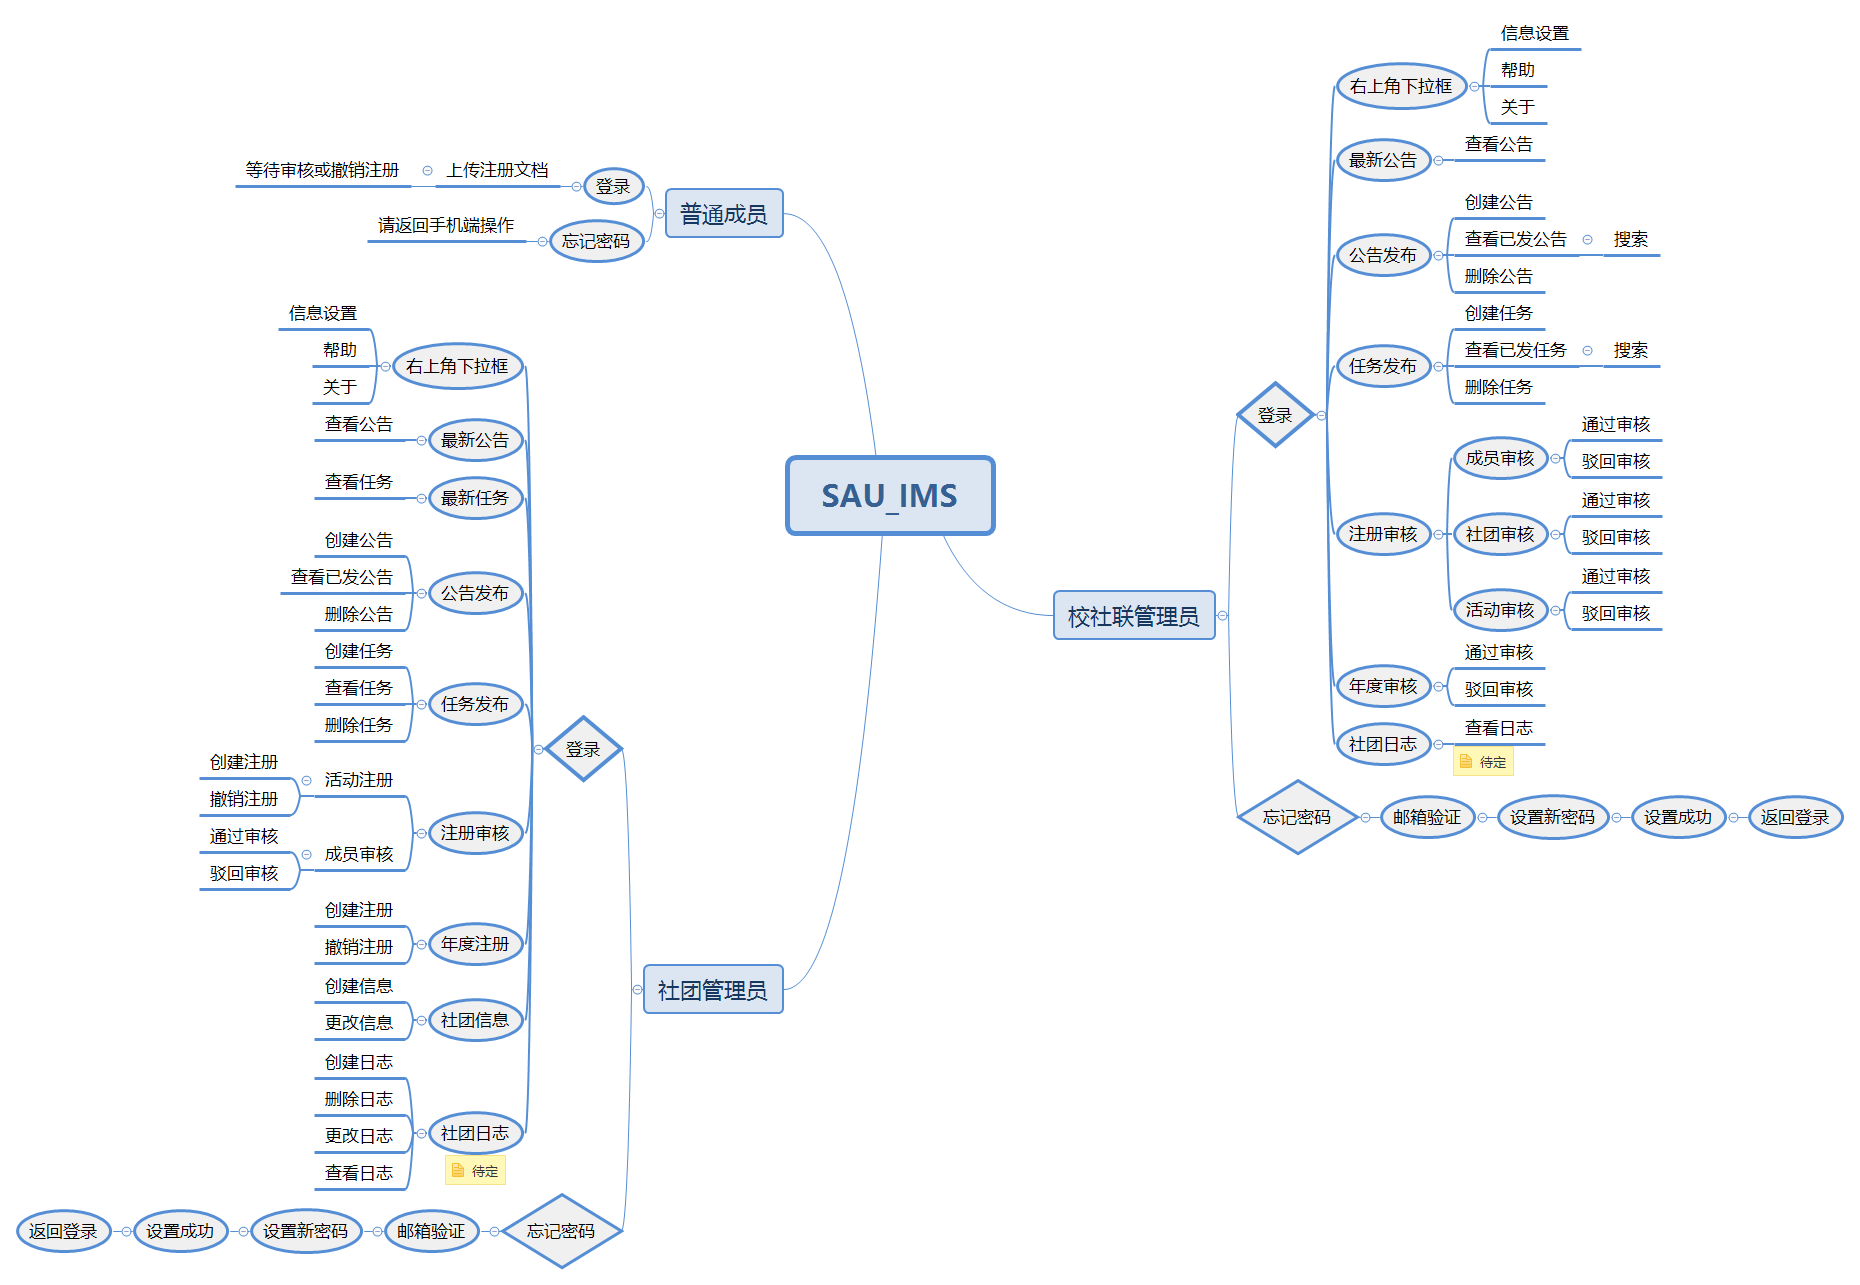 SAU_IMS
普通成员
登录
上传注册文档
等待审核或撤销注册
忘记密码
请返回手机端操作
社团管理员
登录
右上角下拉框
信息设置
帮助
关于
最新公告
查看公告
最新任务
查看任务
公告发布
创建公告
查看已发公告
删除公告
任务发布
创建任务
查看任务
删除任务
注册审核
活动注册
创建注册
撤销注册
成员审核
通过审核
驳回审核
年度注册
创建注册
撤销注册
社团信息
创建信息
更改信息
社团日志
待定
创建日志
删除日志
更改日志
查看日志
忘记密码
邮箱验证
设置新密码
设置成功
返回登录
校社联管理员
登录
右上角下拉框
信息设置
帮助
关于
最新公告
查看公告
公告发布
创建公告
查看已发公告
搜索
删除公告
任务发布
创建任务
查看已发任务
搜索
删除任务
注册审核
成员审核
通过审核
驳回审核
社团审核
通过审核
驳回审核
活动审核
通过审核
驳回审核
年度审核
通过审核
驳回审核
社团日志
查看日志
待定
忘记密码
邮箱验证
设置新密码
设置成功
返回登录